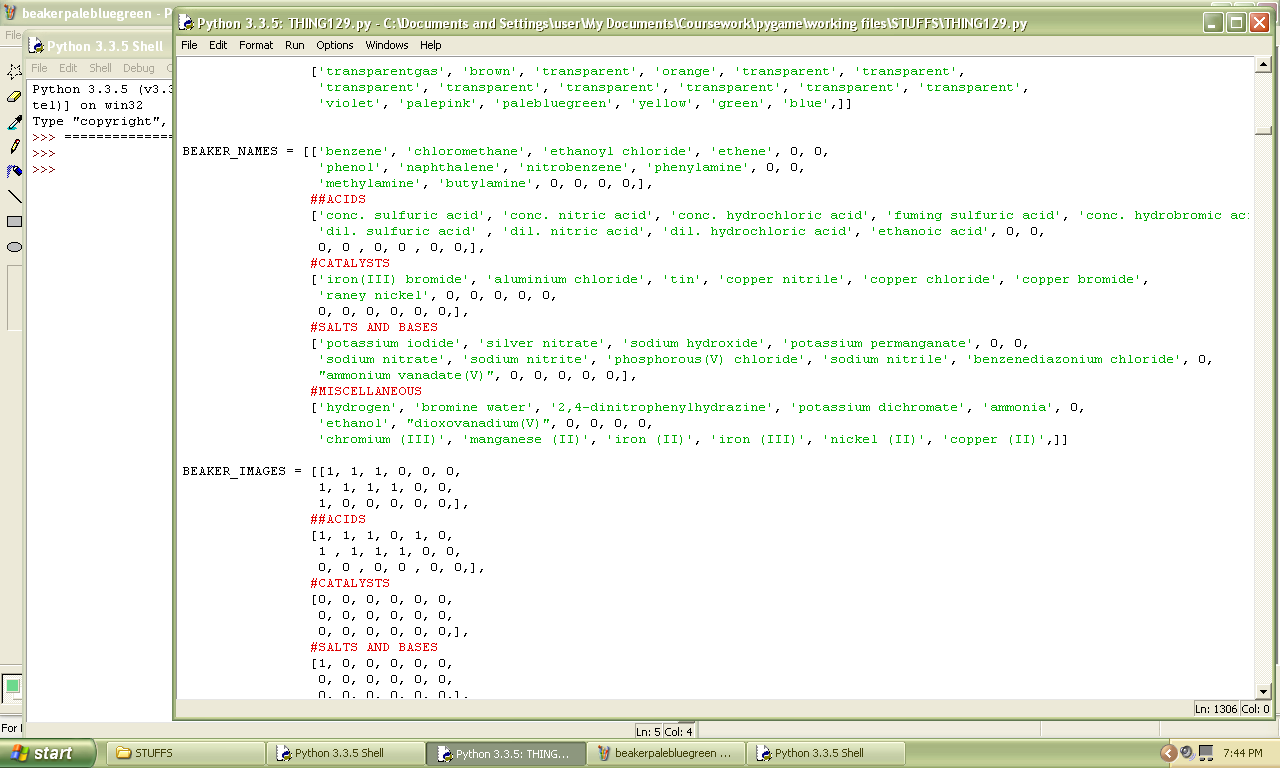 beakerpalebluegreen - P
File
Python 3.3.5 Shell
File Edit Shell Debug
Python 3.3.5 (v3.3
tel)] on win32
Type "copyright",
>>> ==============
>>>
>>>
Python 3.3.5: THING129.py - C:\Documents and Settings\user\My Documents\Coursework\pygame\working files\STUFFS\THING129.py
File Edit Format Run Options Windows Help
['transparentgas', 'brown', 'transparent', 'orange', 'transparent', 'transparent',
'transparent', 'transparent', 'transparent', 'transparent', 'transparent', 'transparent',
'violet', 'palepink', 'palebluegreen', 'yellow', 'green', 'blue',]]
BEAKER_NAMES = [['benzene', 'chloromethane', 'ethanoyl chloride', 'ethene', 0, 0,
'phenol', 'naphthalene', 'nitrobenzene', 'phenylamine', 0, 0,
'methylamine', 'butylamine', 0, 0, 0, 0,],
##ACIDS
['conc. sulfuric acid', 'conc. nitric acid', 'conc. hydrochloric acid', 'fuming sulfuric acid', 'conc. hydrobromic aci
'dil. sulfuric acid' , 'dil. nitric acid', 'dil. hydrochloric acid', 'ethanoic acid', 0, 0,
0, 0 , 0, 0 , 0, 0,],
#CATALYSTS
['iron(III) bromide', 'aluminium chloride', 'tin', 'copper nitrile', 'copper chloride', 'copper bromide',
'raney nickel', 0, 0, 0, 0, 0,
0, 0, 0, 0, 0, 0,],
#SALTS AND BASES
['potassium iodide', 'silver nitrate', 'sodium hydroxide', 'potassium permanganate', 0, 0,
'sodium nitrate', 'sodium nitrite', 'phosphorous(V) chloride', 'sodium nitrile', 'benzenediazonium chloride', 0,
"ammonium vanadate(V)", 0, 0, 0, 0, 0,],
#MISCELLANEOUS
['hydrogen', 'bromine water', '2,4-dinitrophenylhydrazine', 'potassium dichromate', 'ammonia', 0,
'ethanol', "dioxovanadium(V)", 0, 0, 0, 0,
'chromium (III)', 'manganese (II)', 'iron (II)', 'iron (III)', 'nickel (II)', 'copper (II)',]]
BEAKER_IMAGES = [[1, 1, 1, 0, 0, 0,
1, 1, 1, 1, 0, 0,
1, 0, 0, 0, 0, 0,],
##ACIDS
[1, 1, 1, 0, 1, 0,
1 , 1, 1, 1, 0, 0,
0, 0 , 0, 0 , 0, 0,],
#CATALYSTS
[0, 0, 0, 0, 0, 0,
0, 0, 0, 0, 0, 0,
0, 0, 0, 0, 0, 0,],
#SALTS AND BASES
[1, 0, 0, 0, 0, 0,
0, 0, 0, 0, 0, 0,
0, 0, 0, 0, 0, 0,],
Ln: 1306 Col: 0
For
Ln: 5 Col: 4
start
STUFFS
Python 3.3.5 Shell
Python 3.3.5: THING...
beakerpalebluegreen ...
Python 3.3.5 Shell
7:44 PM